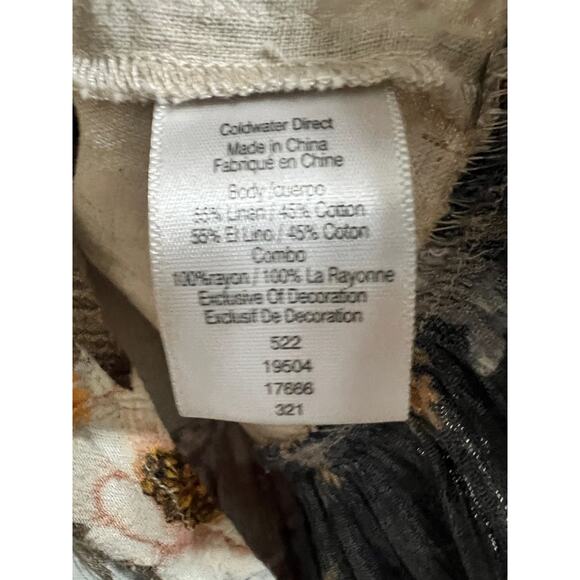 Coldwater Direct
Made in China
Fabriqué en Chine
Body /cuerpo
55% Linen / 45% Cotton
55% El Lino / 45% Coton
Combo
100%rayon / 100% La Rayonne
Exclusive Of Decoration
Exclusif De Decoration
522
19504
17666
321